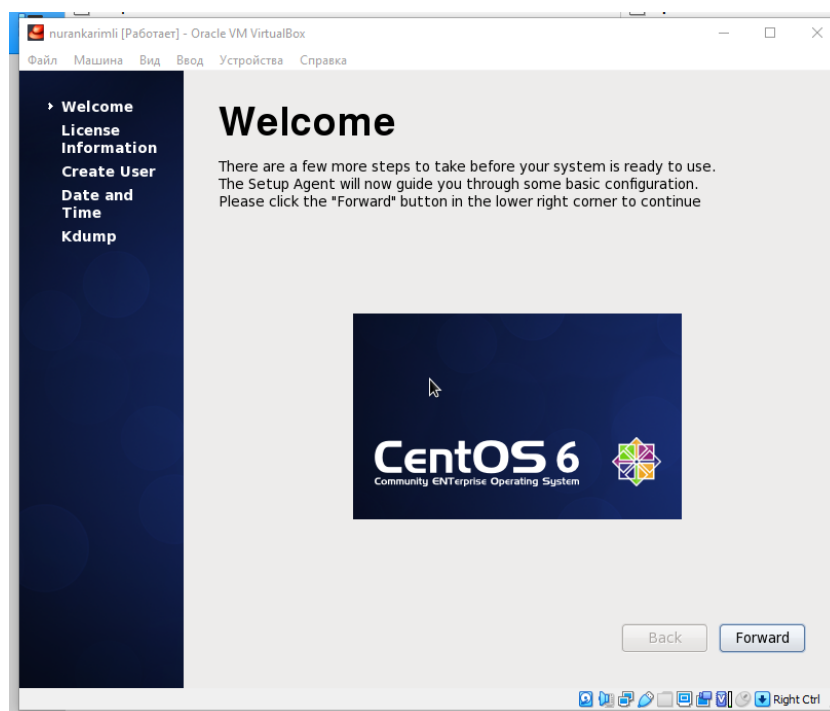 nurankarimli [Работает] - Oracle VM VirtualBox
Файл Машина Вид Ввод Устройства Справка
Welcome
License
Information
Create User
Date and
Time
Kdump
Welcome
There are a few more steps to take before your system is ready to use.
The Setup Agent will now guide you through some basic configuration.
Please click the "Forward" button in the lower right corner to continue
CentOS 6
Community ENTerprise Operating System
Back Forward
Right Ctrl